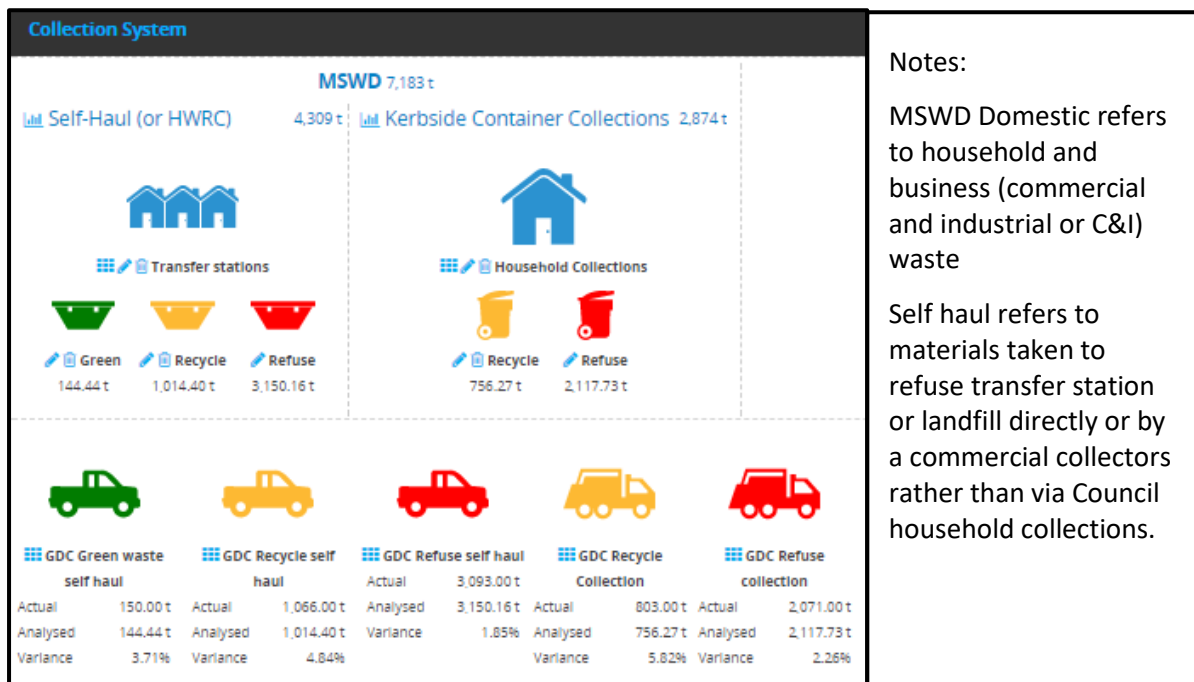 Collection System
MSWD 7,183 t
Self-Haul (or HWRC) 4,309 t
Kerbside Container Collections 2,874 t
Transfer stations
Household Collections
Green
144.44 t
Recycle
1,014.40 t
Refuse
3,150.16 t
Recycle
756.27 t
Refuse
2,117.73 t
GDC Green waste
self haul
Actual 150.00 t
Analysed 144.44 t
Variance 3.71%
GDC Recycle self
haul
Actual 1,066.00 t
Analysed 1,014.40 t
Variance 4.84%
GDC Refuse self haul
Actual 3,093.00 t
Analysed 3,150.16 t
Variance 1.85%
GDC Recycle
Collection
Actual 803.00 t
Analysed 756.27 t
Variance 5.82%
GDC Refuse
collection
Actual 2,071.00 t
Analysed 2,117.73 t
Variance 2.26%
Notes:
MSWD Domestic refers
to household and
business (commercial
and industrial or C&I)
waste
Self haul refers to
materials taken to
refuse transfer station
or landfill directly or by
a commercial collectors
rather than via Council
household collections.